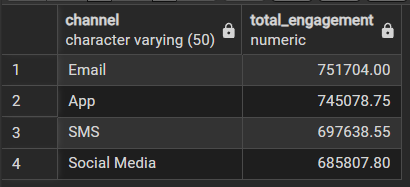 channel total_engagement
character varying (50) numeric
1 Email 751704.00
2 App 745078.75
3 SMS 697638.55
4 Social Media 685807.80